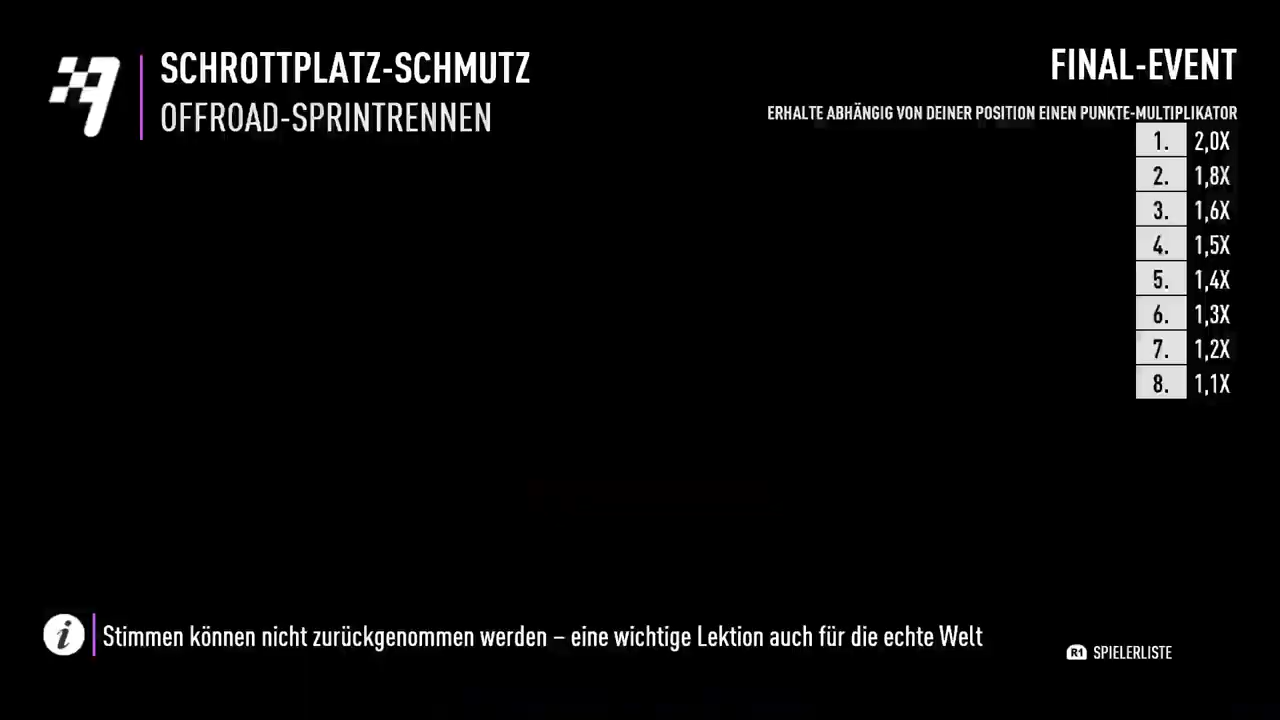 SCHROTTPLATZ-SCHMUTZ
OFFROAD-SPRINTRENNEN
FINAL-EVENT
ERHALTE ABHÄNGIG VON DEINER POSITION EINEN PUNKTE-MULTIPLIKATOR
1. 2,0X
2. 1,8X
3. 1,6X
4. 1,5X
5. 1,4X
6. 1,3X
7. 1,2X
8. 1,1X
i Stimmen können nicht zurückgenommen werden – eine wichtige Lektion auch für die echte Welt
R1 SPIELERLISTE